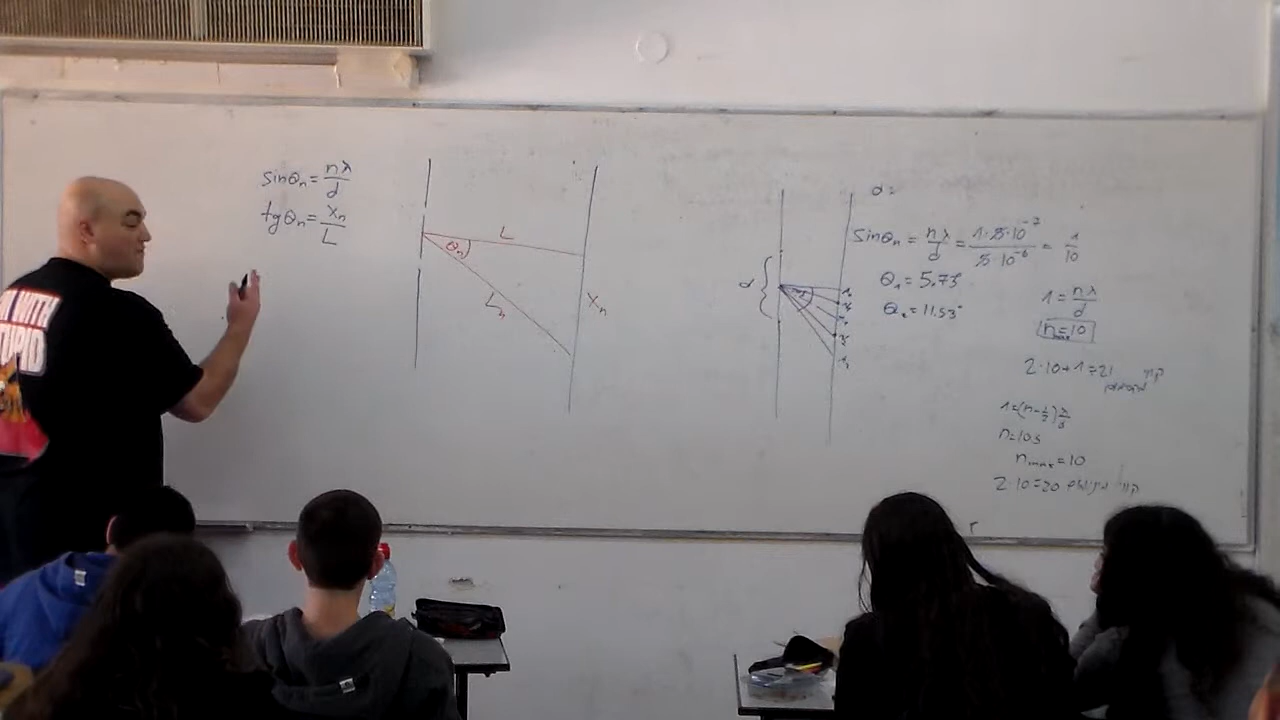 sinθₙ = nλ/d
tgθₙ = xₙ/L
L
θₙ
xₙ
d
sinθₙ = nλ/d = 1·5·10⁻⁷/5·10⁻⁶ = 1/10
θ₁ = 5.73°
θ₂ = 11.53°
1 = nλ/d
n = 10
2·10+1=21 קווי
1=(n-½)λ/d
n=10.5
nmax=10
2·10=20 קווי